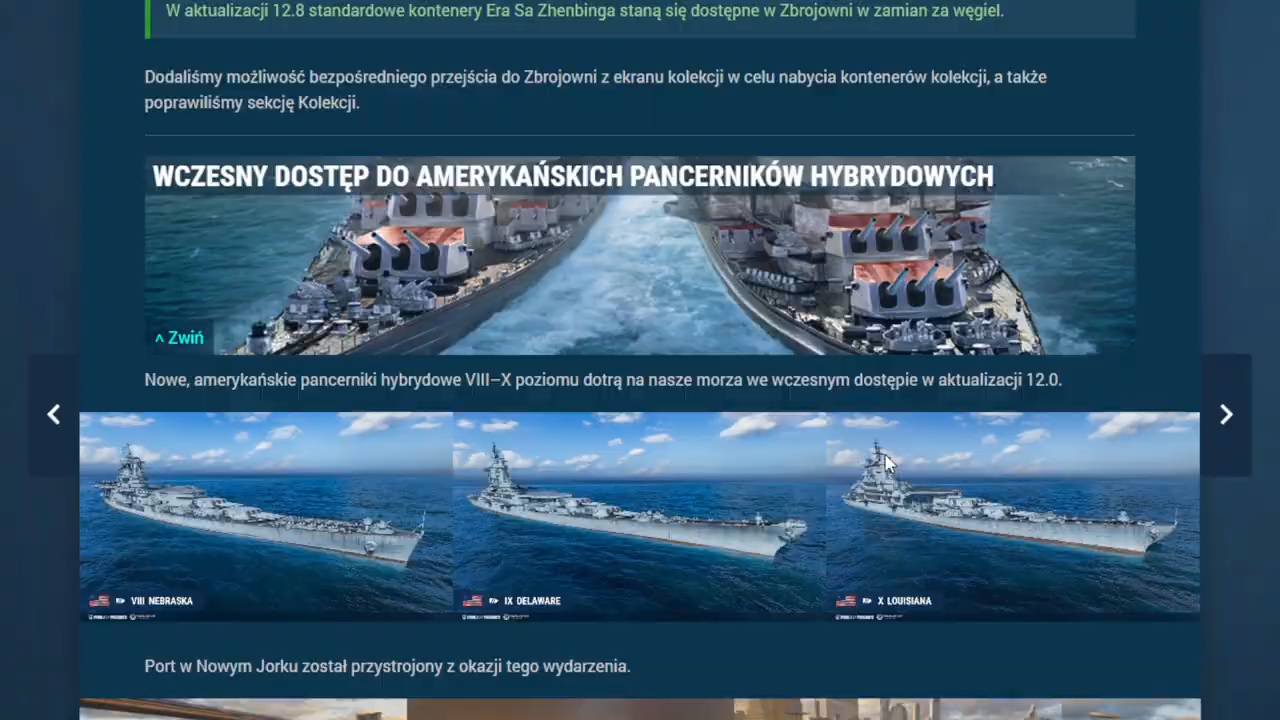 W aktualizacji 12.8 standardowe kontenery Era Sa Zhenbinga staną się dostępne w Zbrojowni w zamian za węgiel.
Dodaliśmy możliwość bezpośredniego przejścia do Zbrojowni z ekranu kolekcji w celu nabycia kontenerów kolekcji, a także
poprawiliśmy sekcję Kolekcji.
WCZESNY DOSTĘP DO AMERYKAŃSKICH PANCERNIKÓW HYBRYDOWYCH
^ Zwiń
Nowe, amerykańskie pancerniki hybrydowe VIII–X poziomu dotrą na nasze morza we wczesnym dostępie w aktualizacji 12.0.
VIII NEBRASKA
IX DELAWARE
X LOUISIANA
Port w Nowym Jorku został przystrojony z okazji tego wydarzenia.